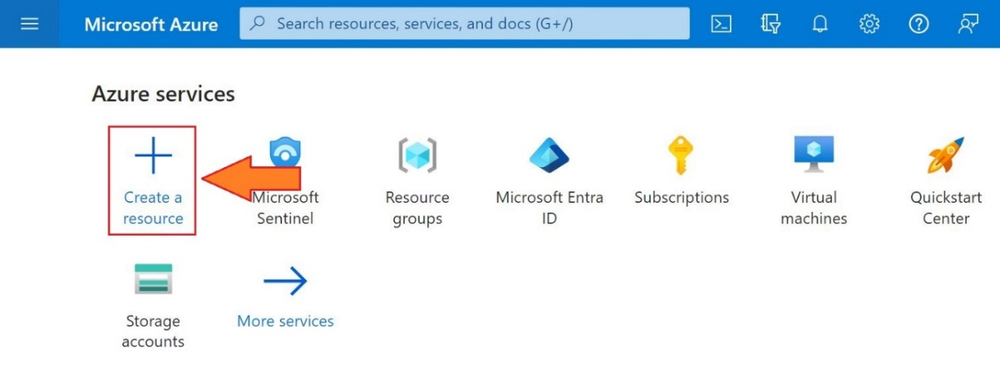 Microsoft Azure
Search resources, services, and docs (G+/)
Azure services
Create a
resource
Microsoft
Sentinel
Resource
groups
Microsoft Entra
ID
Subscriptions
Virtual
machines
Quickstart
Center
Storage
accounts
More services